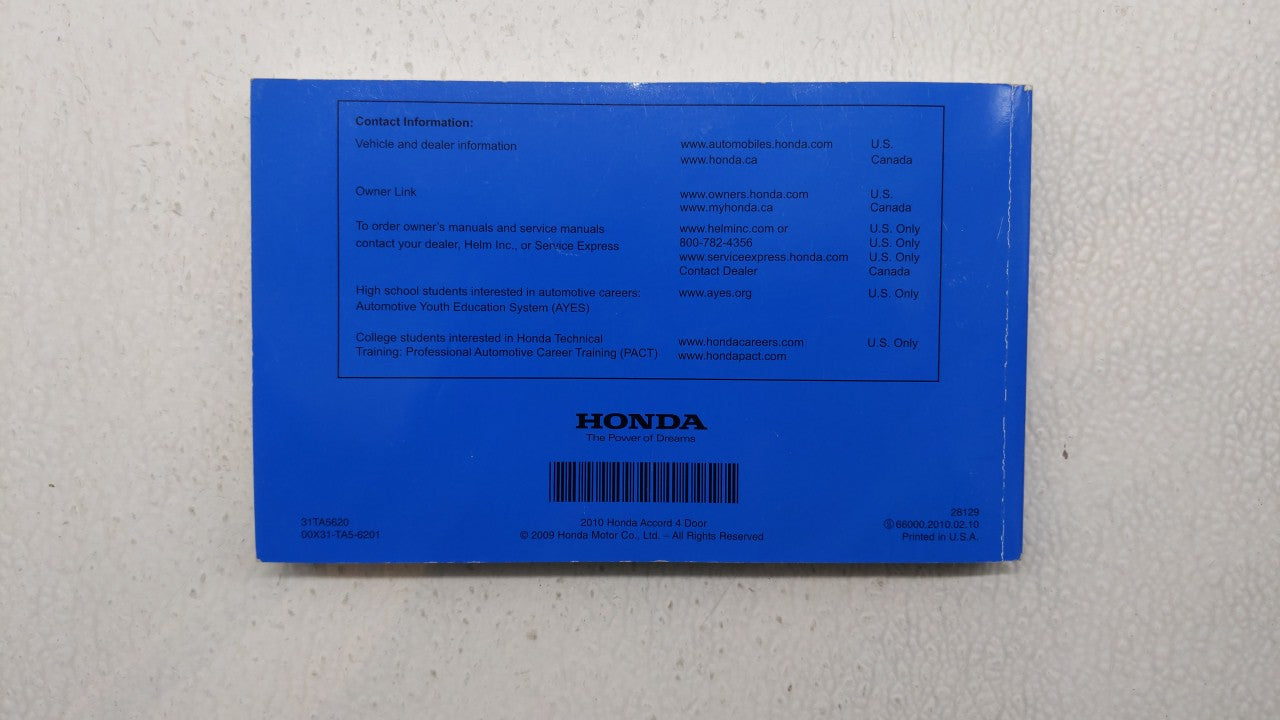 Contact Information:
Vehicle and dealer information www.automobiles.honda.com U.S.
www.honda.ca Canada
Owner Link www.owners.honda.com U.S.
www.myhonda.ca Canada
To order owner's manuals and service manuals www.helminc.com or U.S. Only
contact your dealer, Helm Inc., or Service Express 800-782-4356 U.S. Only
www.serviceexpress.honda.com U.S. Only
Contact Dealer Canada
High school students interested in automotive careers: www.ayes.org U.S. Only
Automotive Youth Education System (AYES)
College students interested in Honda Technical www.hondacareers.com U.S. Only
Training: Professional Automotive Career Training (PACT) www.hondapact.com
HONDA
The Power of Dreams
31TA5620 2010 Honda Accord 4 Door 28129
00X31-TA5-6201 © 2009 Honda Motor Co., Ltd. – All Rights Reserved Ⓢ 66000.2010.02.10
Printed in U.S.A.